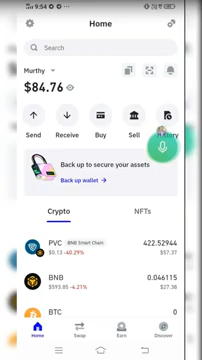 9:54
Home
Search
Murthy
$84.76
Send
Receive
Buy
Sell
Back up to secure your assets
Back up wallet →
Crypto
NFTs
PVC BNB Smart Chain 422.52944
$0.13 -40.29% $57.37
BNB 0.046115
$593.85 -4.21% $27.38
BTC 0
Home
Swap
Earn
Discover